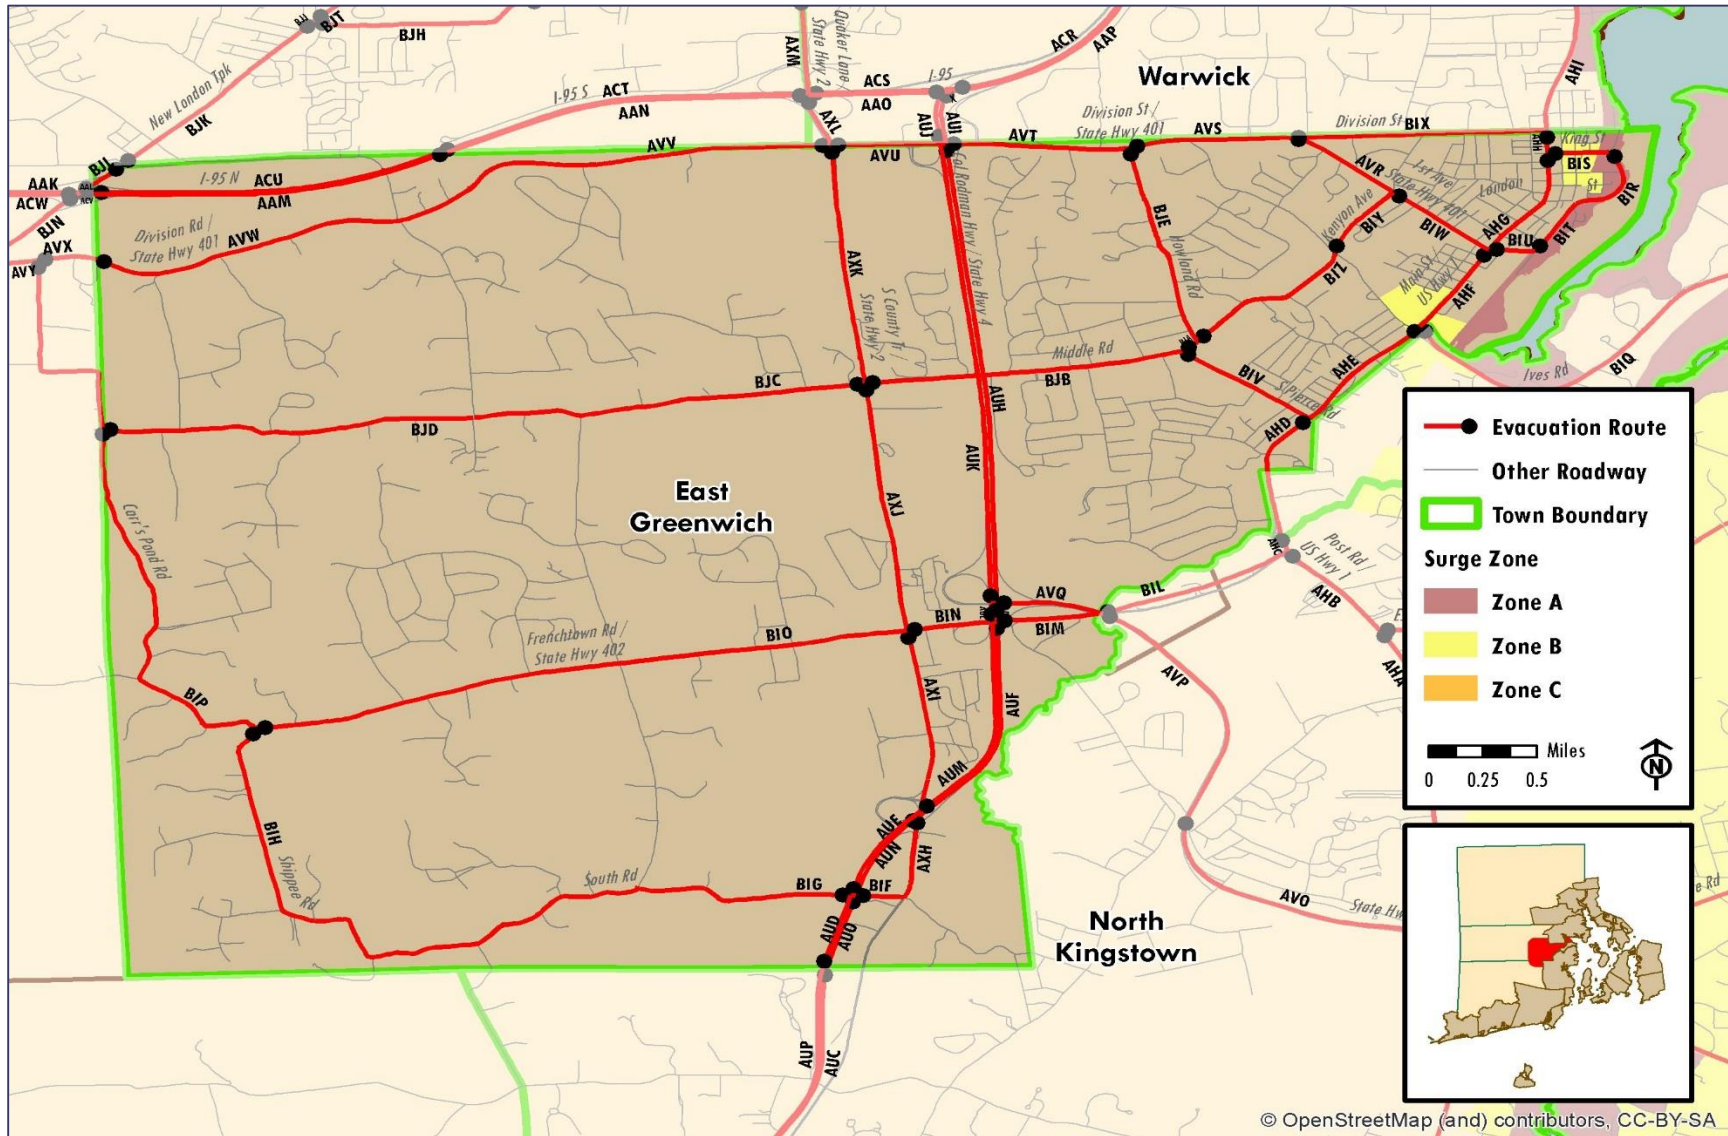 BJJ
BJT
BJH
AXM
Quaker Lane /
State Hwy 2
ACR
AAP
Warwick
AHI
New London Tpk
BJK
I-95 S
ACT
AAN
ACS
AAO
I-95
AXL
AUJ
AUI
Division St /
State Hwy 401
AVT
AVS
Division St
BIX
AHH
King St
BIS
BIR
BJL
AVV
AVU
AAK
ACW
AAL
ACV
I-95 N
ACU
AAM
BJN
AVX
AVY
Division Rd /
State Hwy 401
AVW
AXK
S County Tr /
State Hwy 2
Col Rodman Hwy / State Hwy 4
BJE
Howland Rd
AVR
1st Ave
State Hwy 401
London
St
Kenyon Ave
BIY
BIZ
BIW
AHG
BIU
BIT
Main St
US Hwy 1
AHF
Middle Rd
BJC
BJB
BJD
BIV
S Pierce Rd
AHE
AHD
Ives Rd
BIQ
AUH
AUK
East
Greenwich
AXJ
Carr's Pond Rd
AHC
Post Rd /
US Hwy 1
AHB
AHA
AVQ
BIL
BIN
BIM
BIO
Frenchtown Rd /
State Hwy 402
BIP
AXI
AUF
AVP
AUM
BIH
Shippee Rd
AUE
AUN
AXH
South Rd
BIG
BIF
AUD
AUO
AVO
North
Kingstown
AUP
AUC
Evacuation Route
Other Roadway
Town Boundary
Surge Zone
Zone A
Zone B
Zone C
Miles
0 0.25 0.5
N
© OpenStreetMap (and) contributors, CC-BY-SA